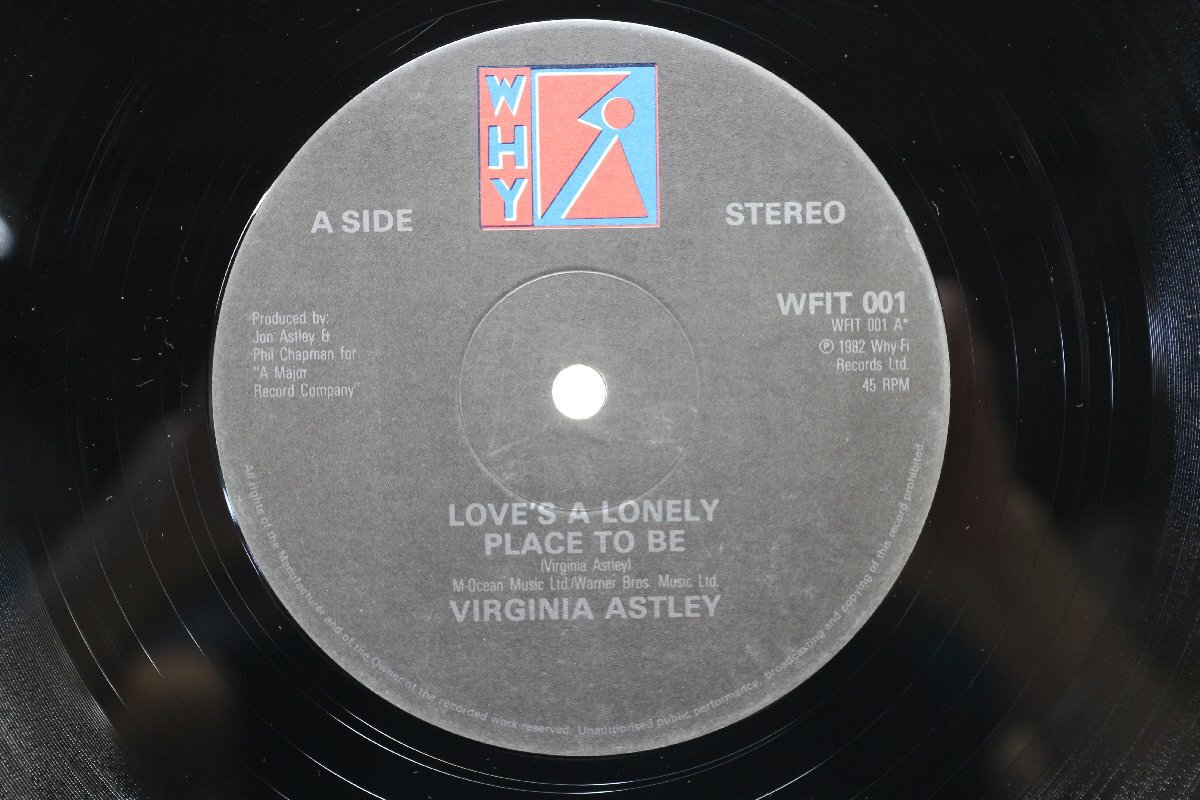 WHY
A SIDE
STEREO
Produced by:
Jon Astley &
Phil Chapman for
"A Major
Record Company"
WFIT 001
WFIT 001 A*
℗ 1982 Why-Fi
Records Ltd.
45 RPM
LOVE'S A LONELY
PLACE TO BE
(Virginia Astley)
M-Ocean Music Ltd./Warner Bros. Music Ltd.
VIRGINIA ASTLEY
All rights of the Manufacturer and of the Owner of the recorded work reserved. Unauthorised public performance, broadcasting and copying of this record prohibited